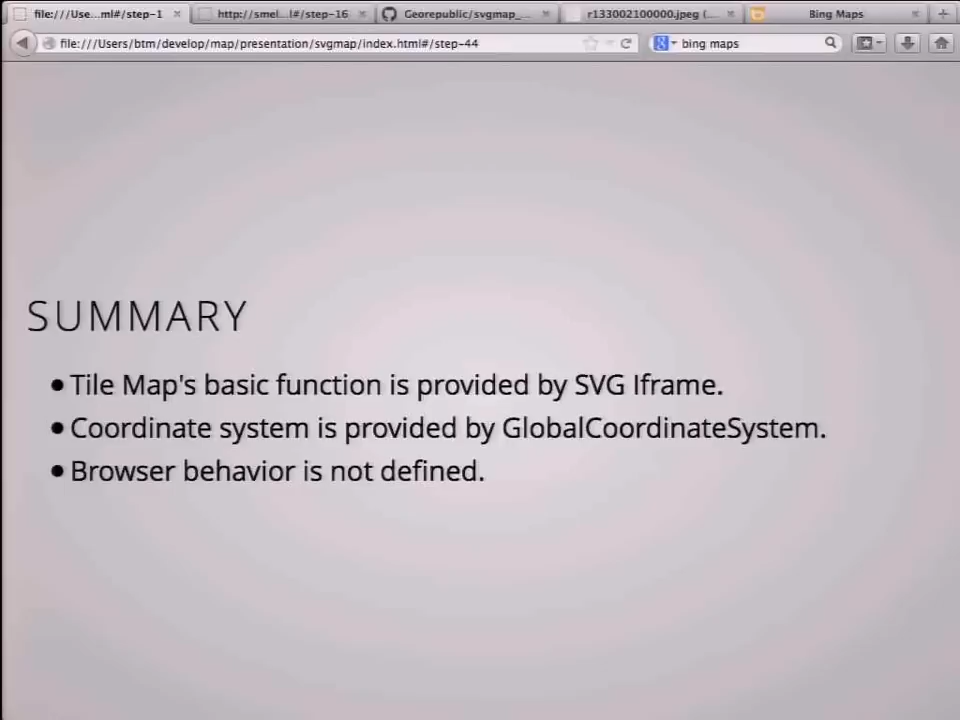 file:///Use...ml#/step-1
http://smel...l#/step-16
Georepublic/svgmap_...
r133002100000.jpeg (...
Bing Maps
file:///Users/btm/develop/map/presentation/svgmap/index.html#/step-44
bing maps
SUMMARY
• Tile Map's basic function is provided by SVG Iframe.
• Coordinate system is provided by GlobalCoordinateSystem.
• Browser behavior is not defined.